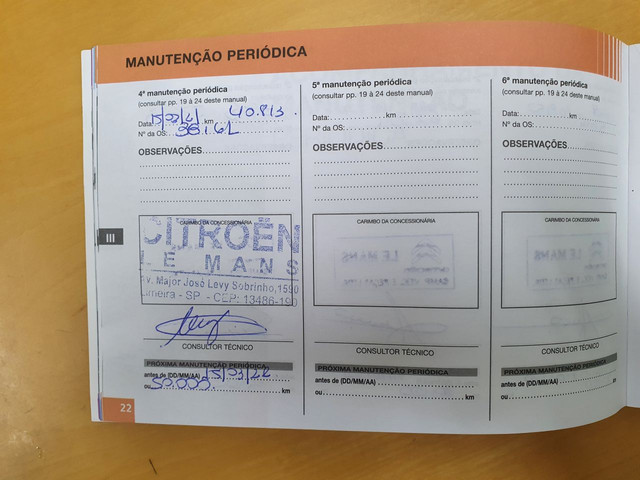 MANUTENÇÃO PERIÓDICA
4ª manutenção periódica
(consultar pp. 19 à 24 deste manual)
Data: 15/03/21 km 40.813.
Nº da OS:
OBSERVAÇÕES
CARIMBO DA CONCESSIONÁRIA
CITROËN
LE MANS
Av. Major José Levy Sobrinho, 1590
Limeira - SP - CEP: 13486-190
CONSULTOR TÉCNICO
PRÓXIMA MANUTENÇÃO PERIÓDICA
antes de (DD/MM/AA) 15/03/22
ou 50.000. km
5ª manutenção periódica
(consultar pp. 19 à 24 deste manual)
Data: km
Nº da OS:
OBSERVAÇÕES
CARIMBO DA CONCESSIONÁRIA
LE MANS
CONSULTOR TÉCNICO
PRÓXIMA MANUTENÇÃO PERIÓDICA
antes de (DD/MM/AA)
ou km
6ª manutenção periódica
(consultar pp. 19 à 24 deste manual)
Data: km
Nº da OS:
OBSERVAÇÕES
CARIMBO DA CONCESSIONÁRIA
LE MANS
CONSULTOR TÉCNICO
PRÓXIMA MANUTENÇÃO PERIÓDICA
antes de (DD/MM/AA)
ou
III
22